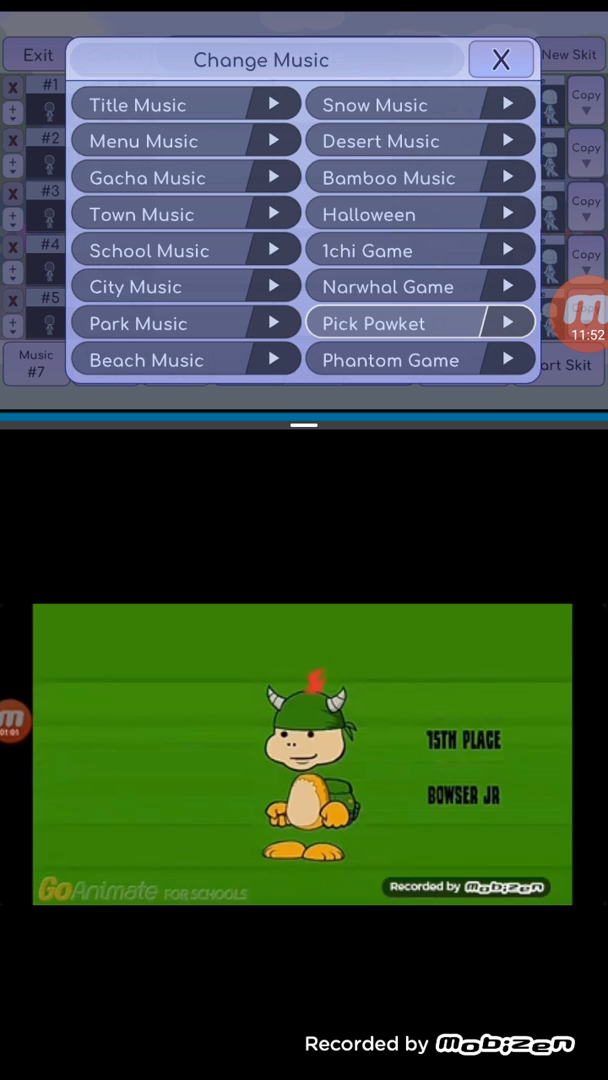 Exit
Change Music
X
New Skit
Title Music
Snow Music
Menu Music
Desert Music
Gacha Music
Bamboo Music
Town Music
Halloween
School Music
1chi Game
City Music
Narwhal Game
Park Music
Pick Pawket
Beach Music
Phantom Game
X #1
Copy
X #2
Copy
X #3
Copy
X #4
Copy
X #5
11:52
Music
#7
art Skit
01:01
15TH PLACE
BOWSER JR
GoAnimate FOR SCHOOLS
Recorded by mobizen
Recorded by mobizen